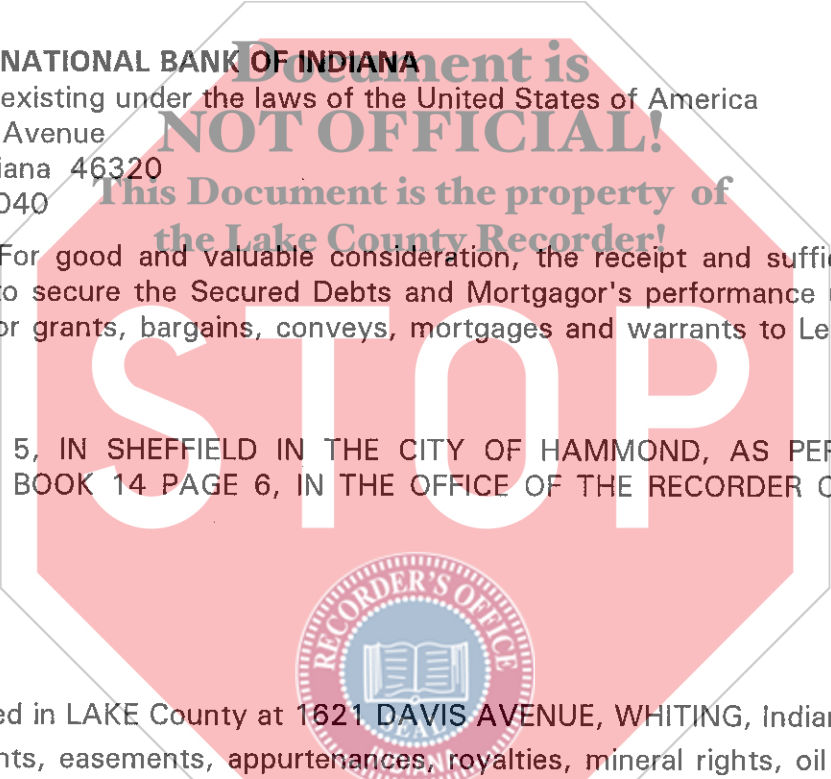 NATIONAL BANK OF INDIANA
Document is
existing under the laws of the United States of America
Avenue
NOT OFFICIAL!
iana 46320
This Document is the property of
040
the Lake County Recorder!
For good and valuable consideration, the receipt and suffi
o secure the Secured Debts and Mortgagor's performance
or grants, bargains, conveys, mortgages and warrants to Le
STOP
5, IN SHEFFIELD IN THE CITY OF HAMMOND, AS PER
BOOK 14 PAGE 6, IN THE OFFICE OF THE RECORDER
RECORDER'S OFFICE
ed in LAKE County at 1621 DAVIS AVENUE, WHITING, Indian
SEAL
nts, easements, appurtenances, royalties, mineral rights, oil
INDIANA